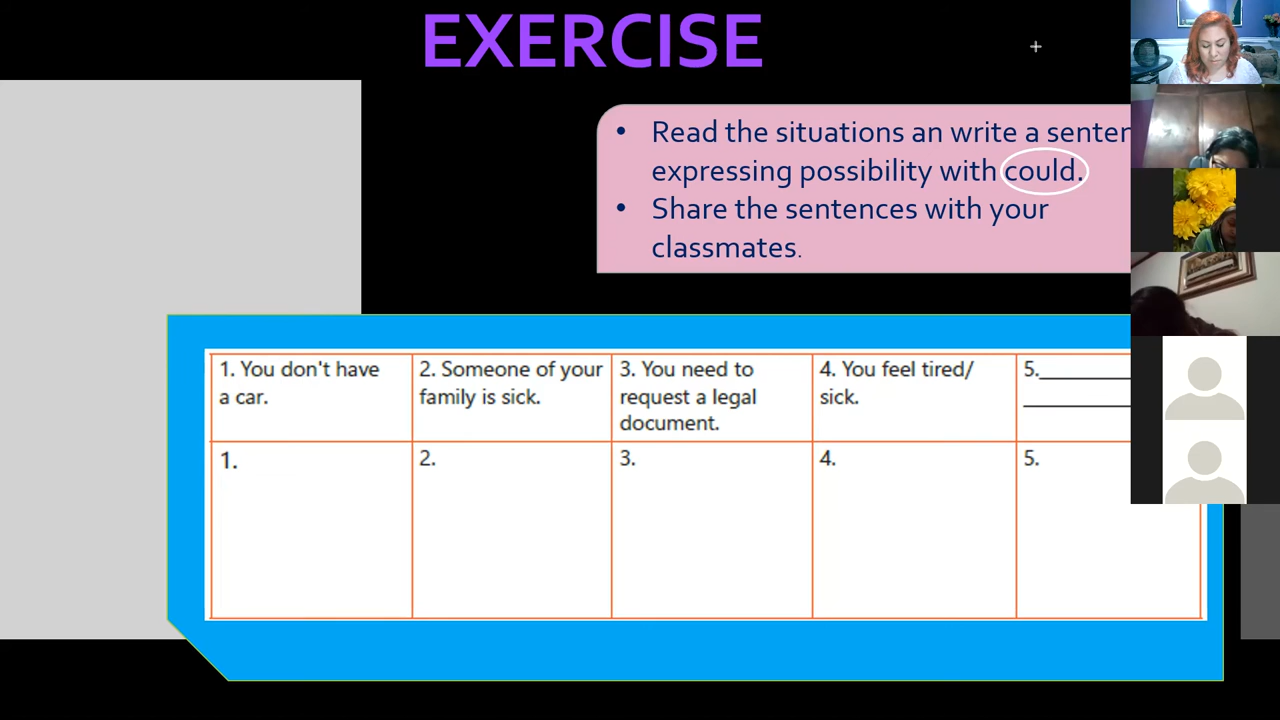 EXERCISE
• Read the situations an write a senten
expressing possibility with could.
• Share the sentences with your
classmates.
1. You don't have
a car.
2. Someone of your
family is sick.
3. You need to
request a legal
document.
4. You feel tired/
sick.
5.________
________
1.
2.
3.
4.
5.